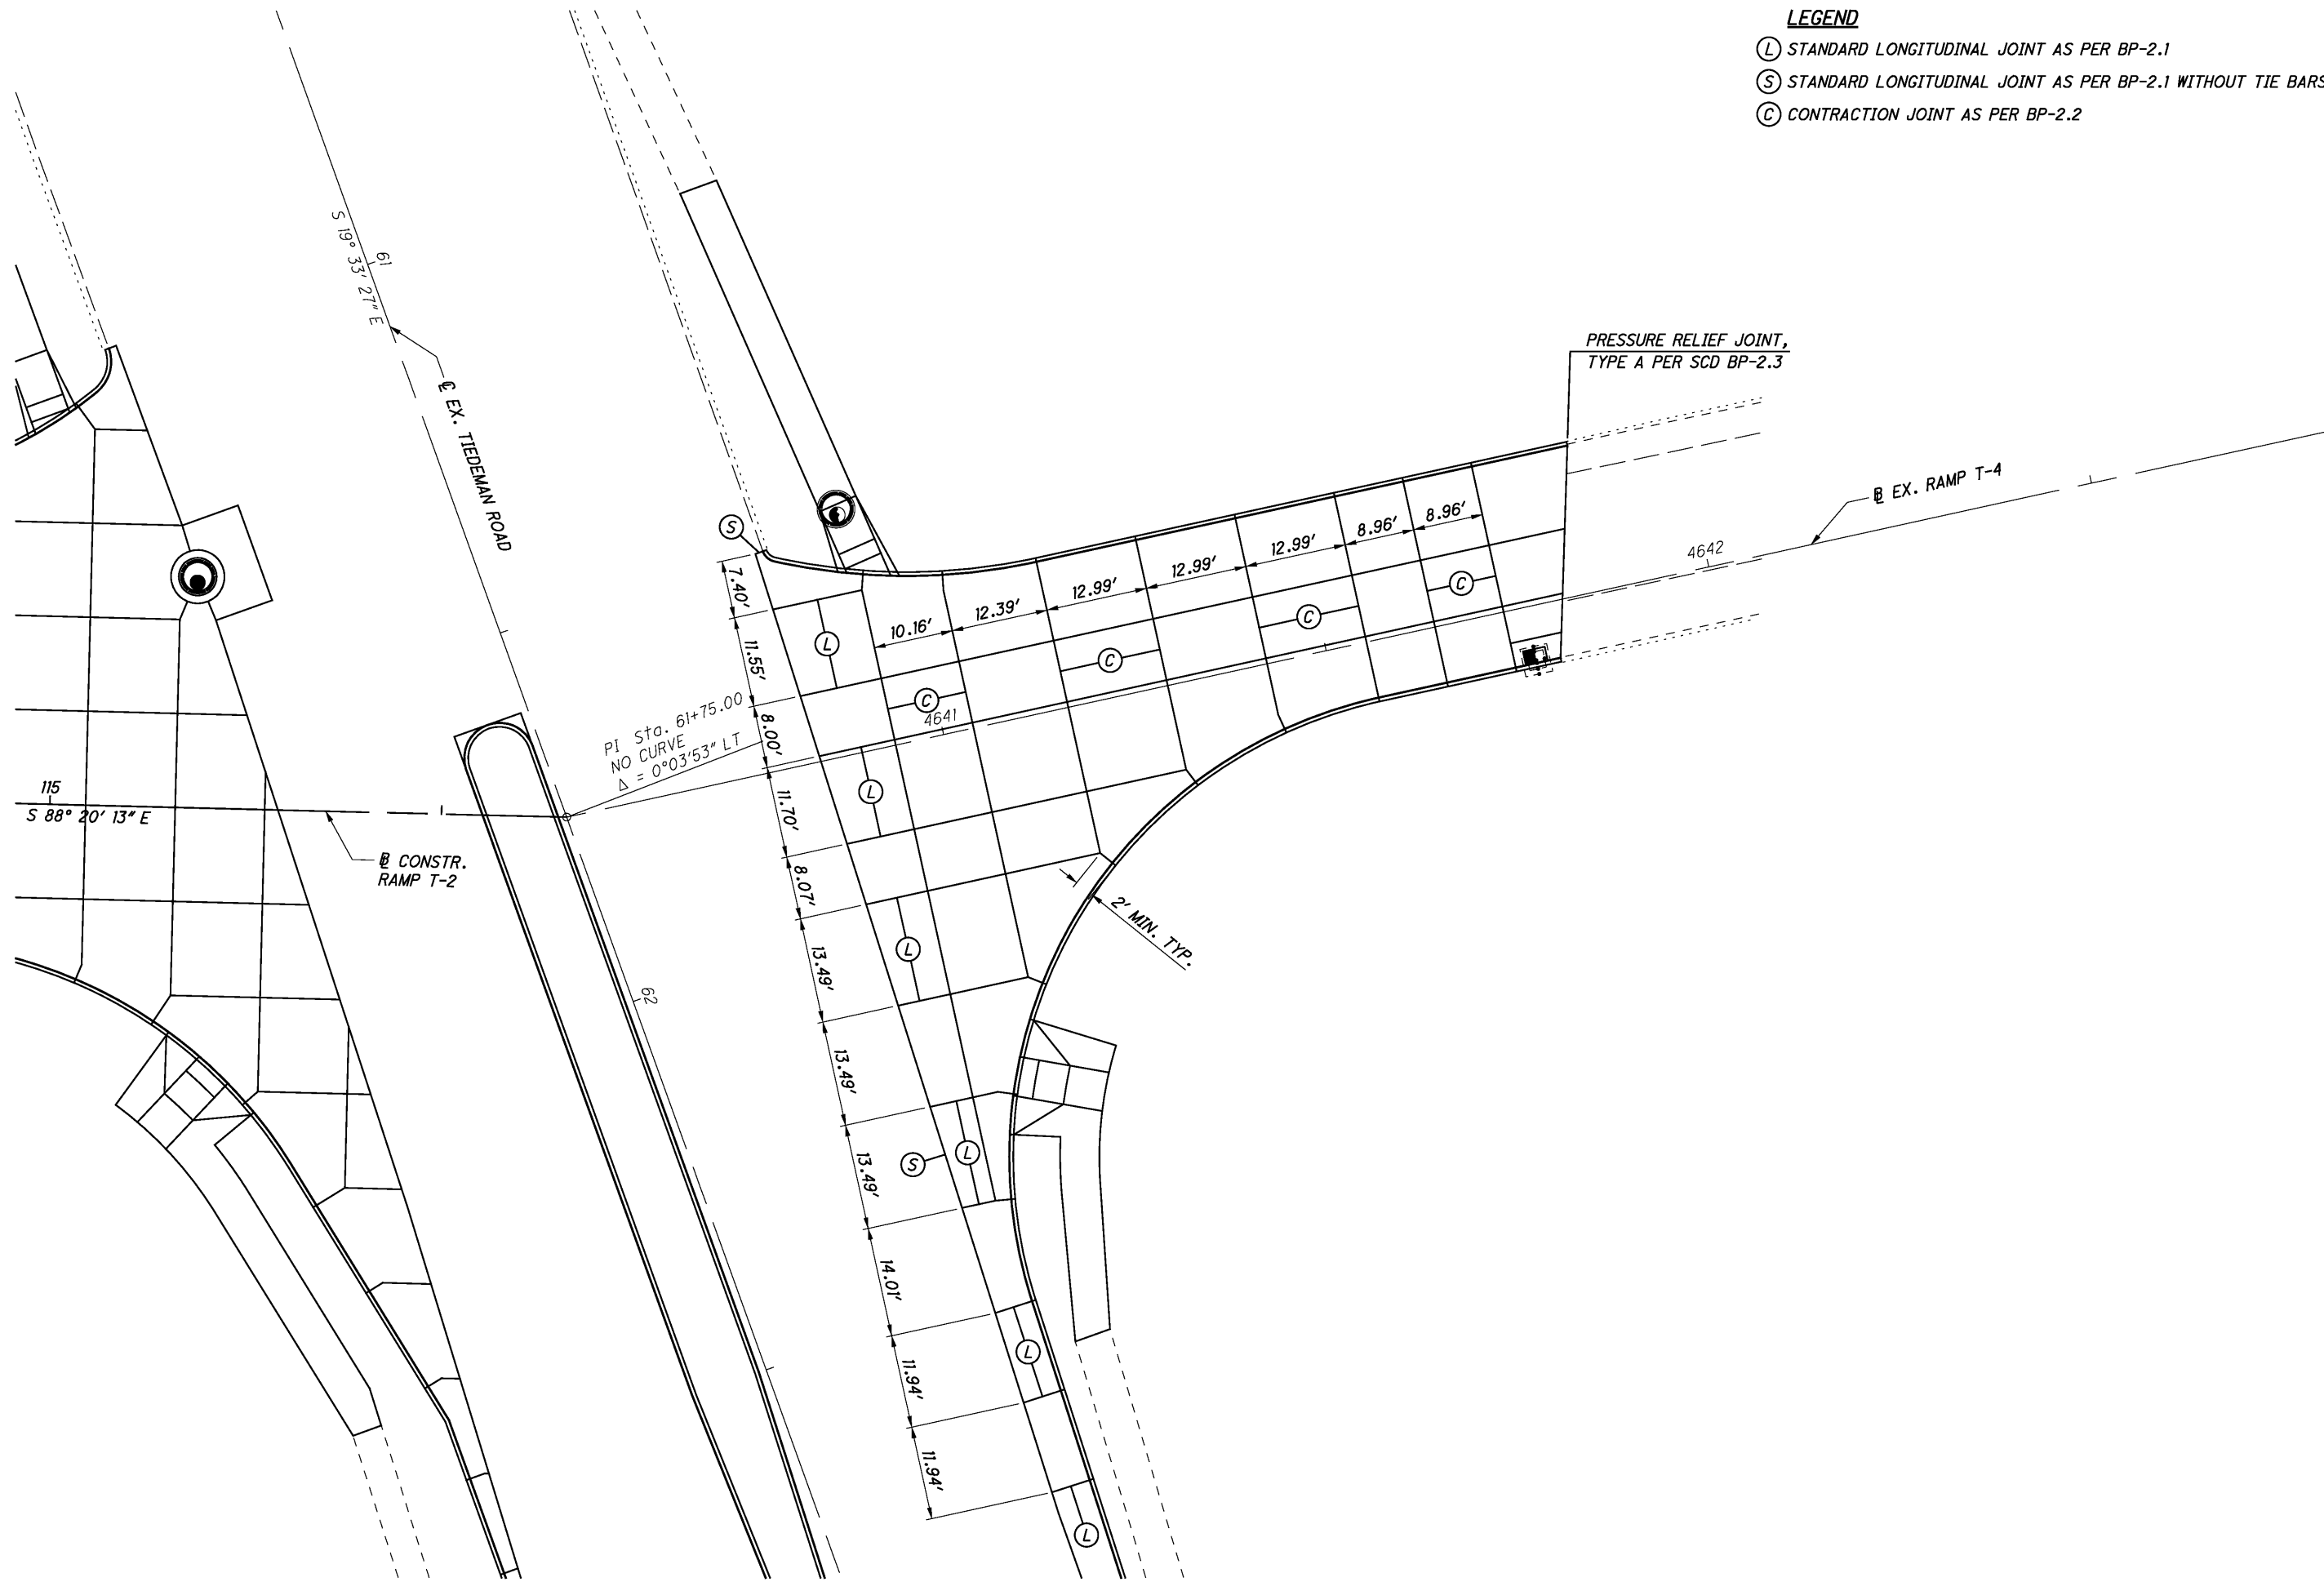 LEGEND
L STANDARD LONGITUDINAL JOINT AS PER BP-2.1
S STANDARD LONGITUDINAL JOINT AS PER BP-2.1 WITHOUT TIE BARS
C CONTRACTION JOINT AS PER BP-2.2
61
S 19° 33' 27" E
℄ EX. TIEDEMAN ROAD
PRESSURE RELIEF JOINT,
TYPE A PER SCD BP-2.3
B EX. RAMP T-4
4642
S
7.40'
11.55'
8.00'
11.70'
8.07'
13.49'
13.49'
13.49'
14.01'
11.94'
11.94'
10.16'
12.39'
12.99'
12.99'
12.99'
8.96'
8.96'
L
C
C
C
C
4641
PI Sta. 61+75.00
NO CURVE
Δ = 0°03'53" LT
L
115
S 88° 20' 13" E
B CONSTR.
RAMP T-2
2' MIN. TYP.
L
62
S
L
L
L